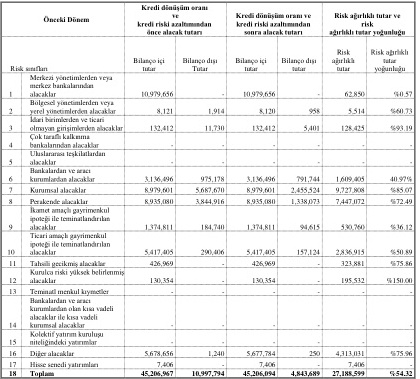 Önceki Dönem
Kredi dönüşüm oranı
ve
kredi riski azaltımından
önce alacak tutarı
Kredi dönüşüm oranı ve
kredi riski azaltımından
sonra alacak tutarı
Risk ağırlıklı tutar ve
risk
ağırlıklı tutar yoğunluğu
Risk sınıfları
Bilanço içi
tutar
Bilanço dışı
Tutar
Bilanço içi
tutar
Bilanço dışı
tutar
Risk
ağırlıklı
tutar
Risk ağırlıklı
tutar
yoğunluğu
1 Merkezi yönetimlerden veya
merkez bankalarından
alacaklar 10,979,656 - 10,979,656 - 62,850 %0.57
2 Bölgesel yönetimlerden veya
yerel yönetimlerden alacaklar 8,121 1,914 8,120 958 5,514 %60.73
3 İdari birimlerden ve ticari
olmayan girişimlerden alacaklar 132,412 11,730 132,412 5,401 128,425 %93.19
4 Çok taraflı kalkınma
bankalarından alacaklar - - - - - -
5 Uluslararası teşkilatlardan
alacaklar - - - - - -
6 Bankalardan ve aracı
kurumlardan alacaklar 3,136,496 975,178 3,136,496 791,744 1,609,405 40.97%
7 Kurumsal alacaklar 8,979,601 5,687,670 8,979,601 2,455,524 9,727,808 %85.07
8 Perakende alacaklar 8,935,080 3,844,916 8,935,080 1,338,073 7,447,072 %72.49
9 İkamet amaçlı gayrimenkul
ipoteği ile teminatlandırılan
alacaklar 1,374,811 184,740 1,374,811 94,615 530,760 %36.12
10 Ticari amaçlı gayrimenkul
ipoteği ile teminatlandırılan
alacaklar 5,417,405 290,406 5,417,405 157,124 2,836,915 %50.89
11 Tahsili gecikmiş alacaklar 426,969 - 426,969 - 323,881 %75.86
12 Kurulca riski yüksek belirlenmiş
alacaklar 130,354 - 130,354 - 195,532 %150.00
13 Teminatlı menkul kıymetler - - - - - -
14 Bankalardan ve aracı
kurumlardan olan kısa vadeli
alacaklar ile kısa vadeli
kurumsal alacaklar - - - - - -
15 Kolektif yatırım kuruluşu
niteliğindeki yatırımlar - - - - - -
16 Diğer alacaklar 5,678,656 1,240 5,677,784 250 4,313,031 %75.96
17 Hisse senedi yatırımları 7,406 - 7,406 - 7,406 -
18 Toplam 45,206,967 10,997,794 45,206,094 4,843,689 27,188,599 %54.32